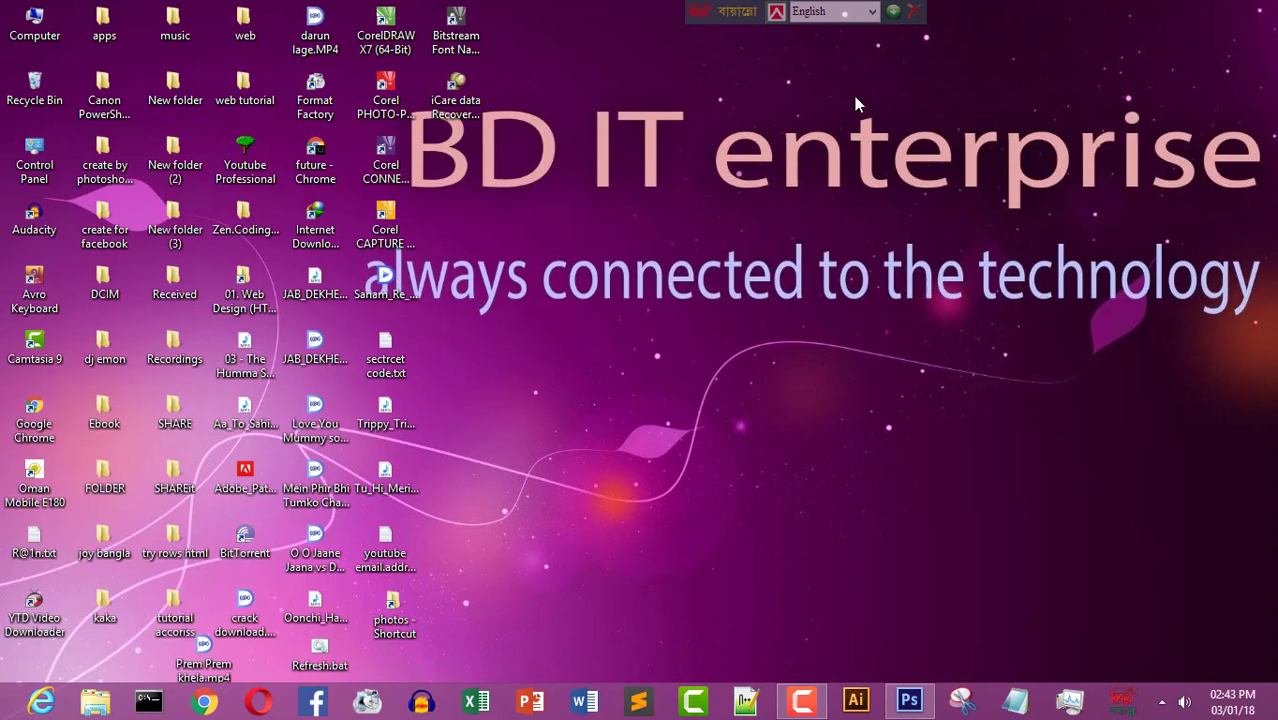 বায়ান্নো English
BD IT enterprise
always connected to the technology
Computer
apps
music
web
darun
lage.MP4
CorelDRAW
X7 (64-Bit)
Bitstream
Font Na...
Recycle Bin
Canon
PowerSh...
New folder
web tutorial
Format
Factory
Corel
PHOTO-P...
iCare data
Recover...
Control
Panel
create by
photosho...
New folder
(2)
Youtube
Professional
future -
Chrome
Corel
CONNE...
Audacity
create for
facebook
New folder
(3)
Zen.Coding...
Internet
Downlo...
Corel
CAPTURE ...
Avro
Keyboard
DCIM
Received
01. Web
Design (HT...
JAB_DEKHE...
Sanam_Re_...
Camtasia 9
dj emon
Recordings
03 - The
Humma S...
JAB_DEKHE...
sectrcet
code.txt
Google
Chrome
Ebook
SHARE
Aa_To_Sahi...
Love You
Mummy so...
Trippy_Tri...
Oman
Mobile E180
FOLDER
SHAREit
Adobe_Pat...
Mein Phir Bhi
Tumko Cha...
Tu_Hi_Meri...
R@1n.txt
joy bangla
try rows html
BitTorrent
O O Jaane
Jaana vs D...
youtube
email.addr...
YTD Video
Downloader
kaka
tutorial
accoriss
crack
download....
Oonchi_Ha...
photos -
Shortcut
Prem Prem
khela.mp4
Refresh.bat
Ai
Ps
02:43 PM
03/01/18